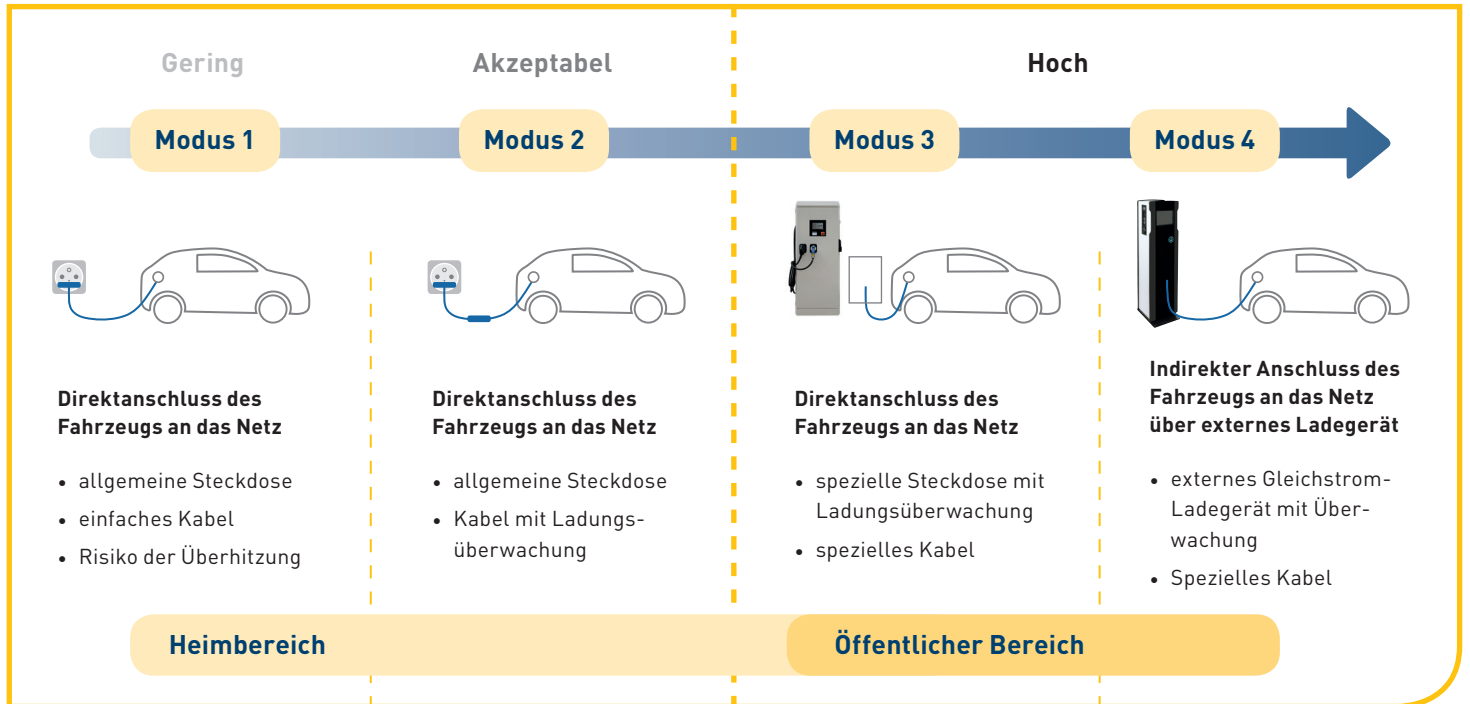 Gering
Akzeptabel
Hoch
Modus 1
Modus 2
Modus 3
Modus 4
Direktanschluss des
Fahrzeugs an das Netz
• allgemeine Steckdose
• einfaches Kabel
• Risiko der Überhitzung
Direktanschluss des
Fahrzeugs an das Netz
• allgemeine Steckdose
• Kabel mit Ladungs-
überwachung
Direktanschluss des
Fahrzeugs an das Netz
• spezielle Steckdose mit
Ladungsüberwachung
• spezielles Kabel
Indirekter Anschluss des
Fahrzeugs an das Netz
über externes Ladegerät
• externes Gleichstrom-
Ladegerät mit Über-
wachung
• Spezielles Kabel
Heimbereich
Öffentlicher Bereich